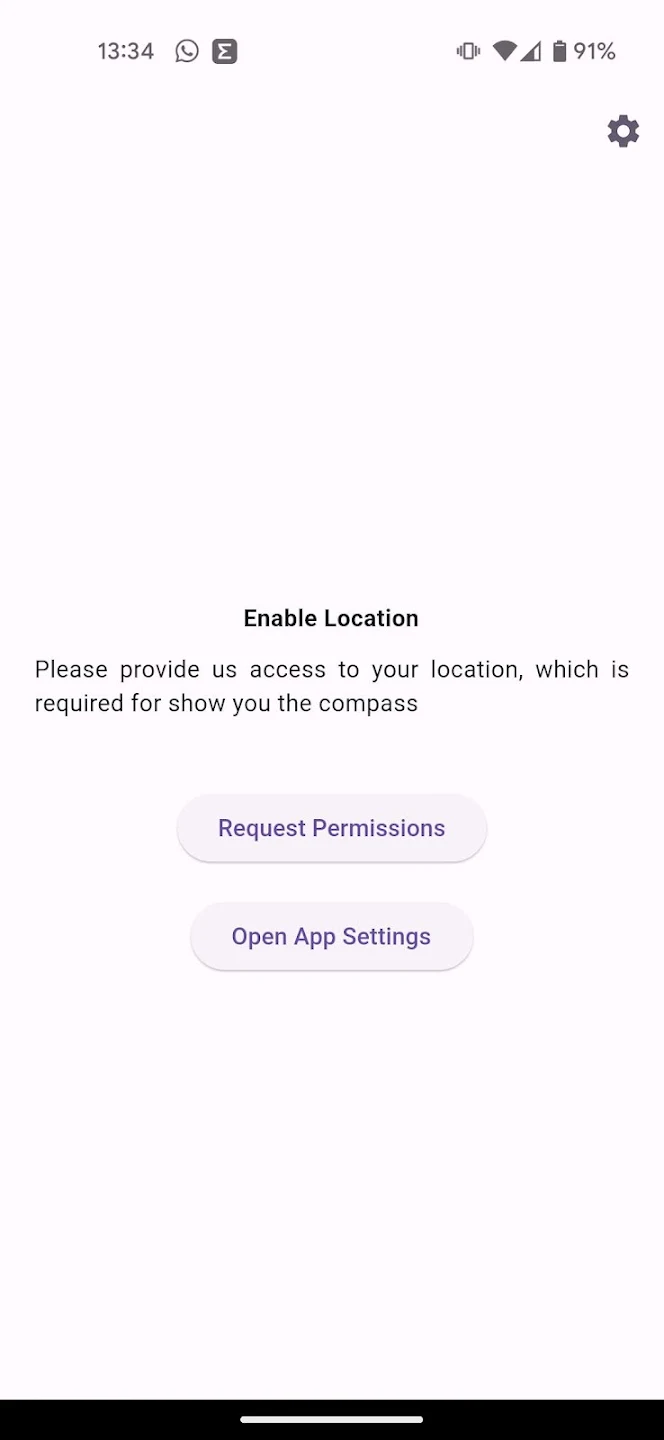 13:34 91%
Enable Location
Please provide us access to your location, which is
required for show you the compass
Request Permissions
Open App Settings